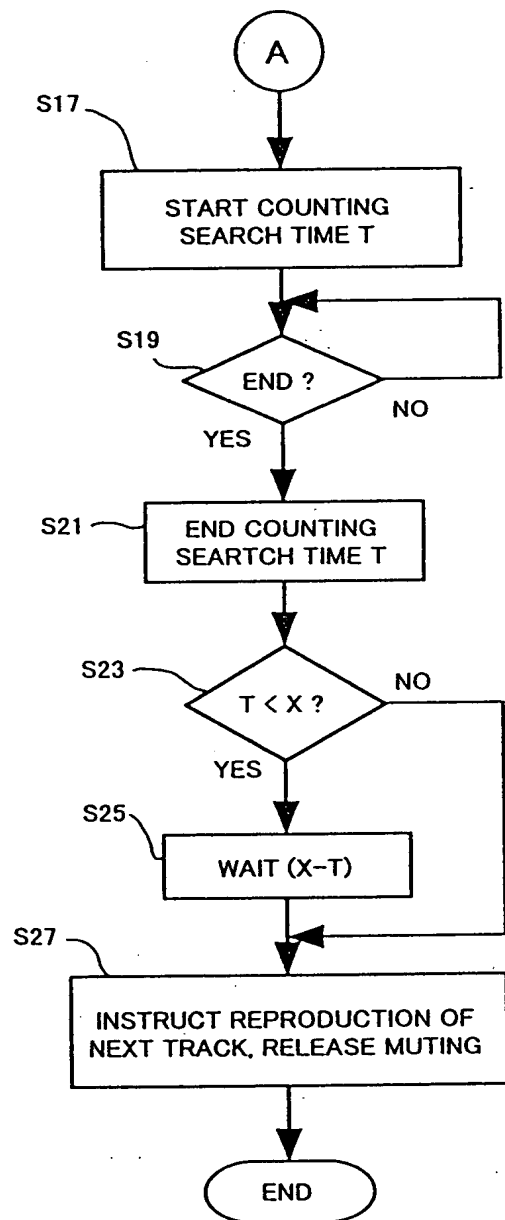 A
S17
START COUNTING
SEARCH TIME T
S19
END ?
NO
YES
S21
END COUNTING
SEARTCH TIME T
S23
T < X ?
NO
YES
S25
WAIT (X-T)
S27
INSTRUCT REPRODUCTION OF
NEXT TRACK, RELEASE MUTING
END